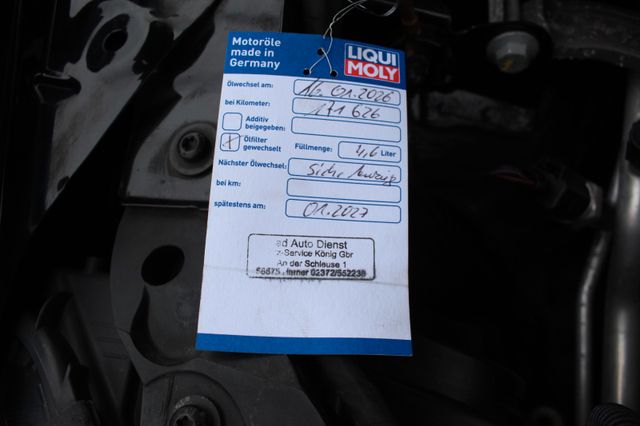 Motoröle
made in
Germany
LIQUI
MOLY
Ölwechsel am: 16.01.2026
bei Kilometer: 171 626
Additiv
beigegeben:
X Ölfilter
gewechselt Füllmenge: 4,6 Liter
Nächster Ölwechsel: Siehe Anzeige
bei km:
spätestens am: 01.2027
ed Auto Dienst
z-Service König Gbr
An der Schleuse 1
02372/552238